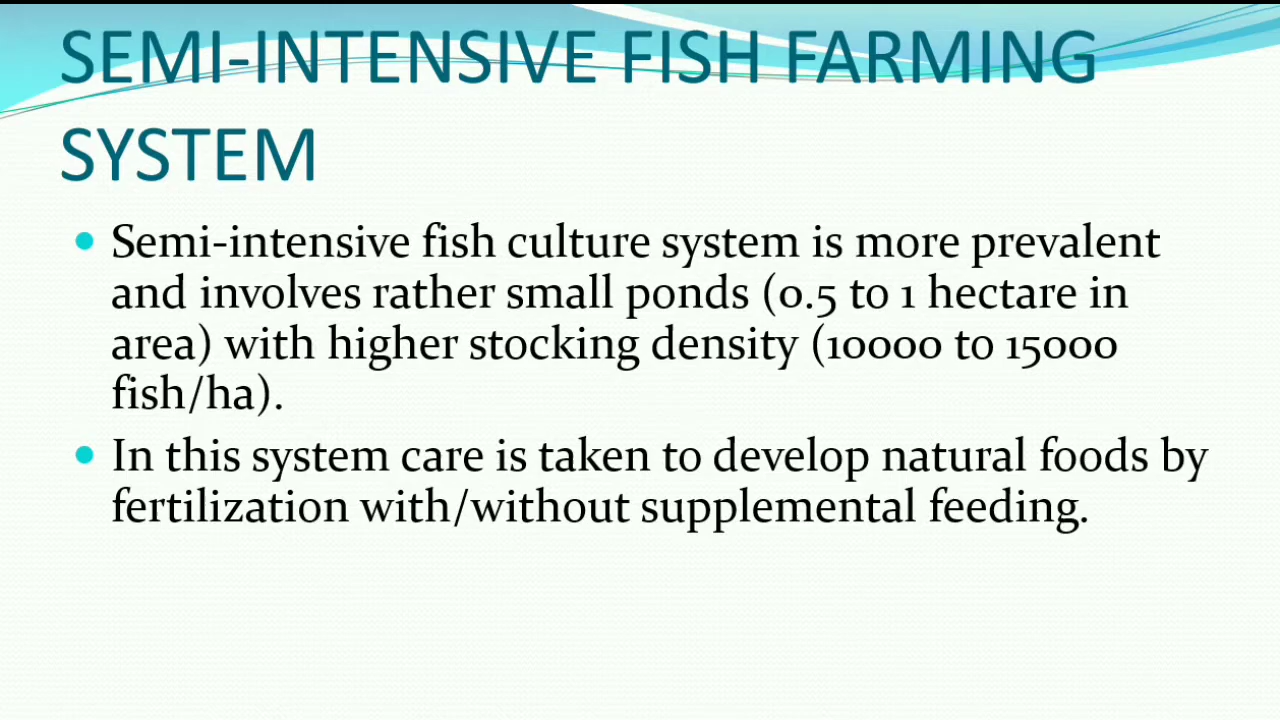 SEMI-INTENSIVE FISH FARMING
SYSTEM
Semi-intensive fish culture system is more prevalent
and involves rather small ponds (0.5 to 1 hectare in
area) with higher stocking density (10000 to 15000
fish/ha).
In this system care is taken to develop natural foods by
fertilization with/without supplemental feeding.